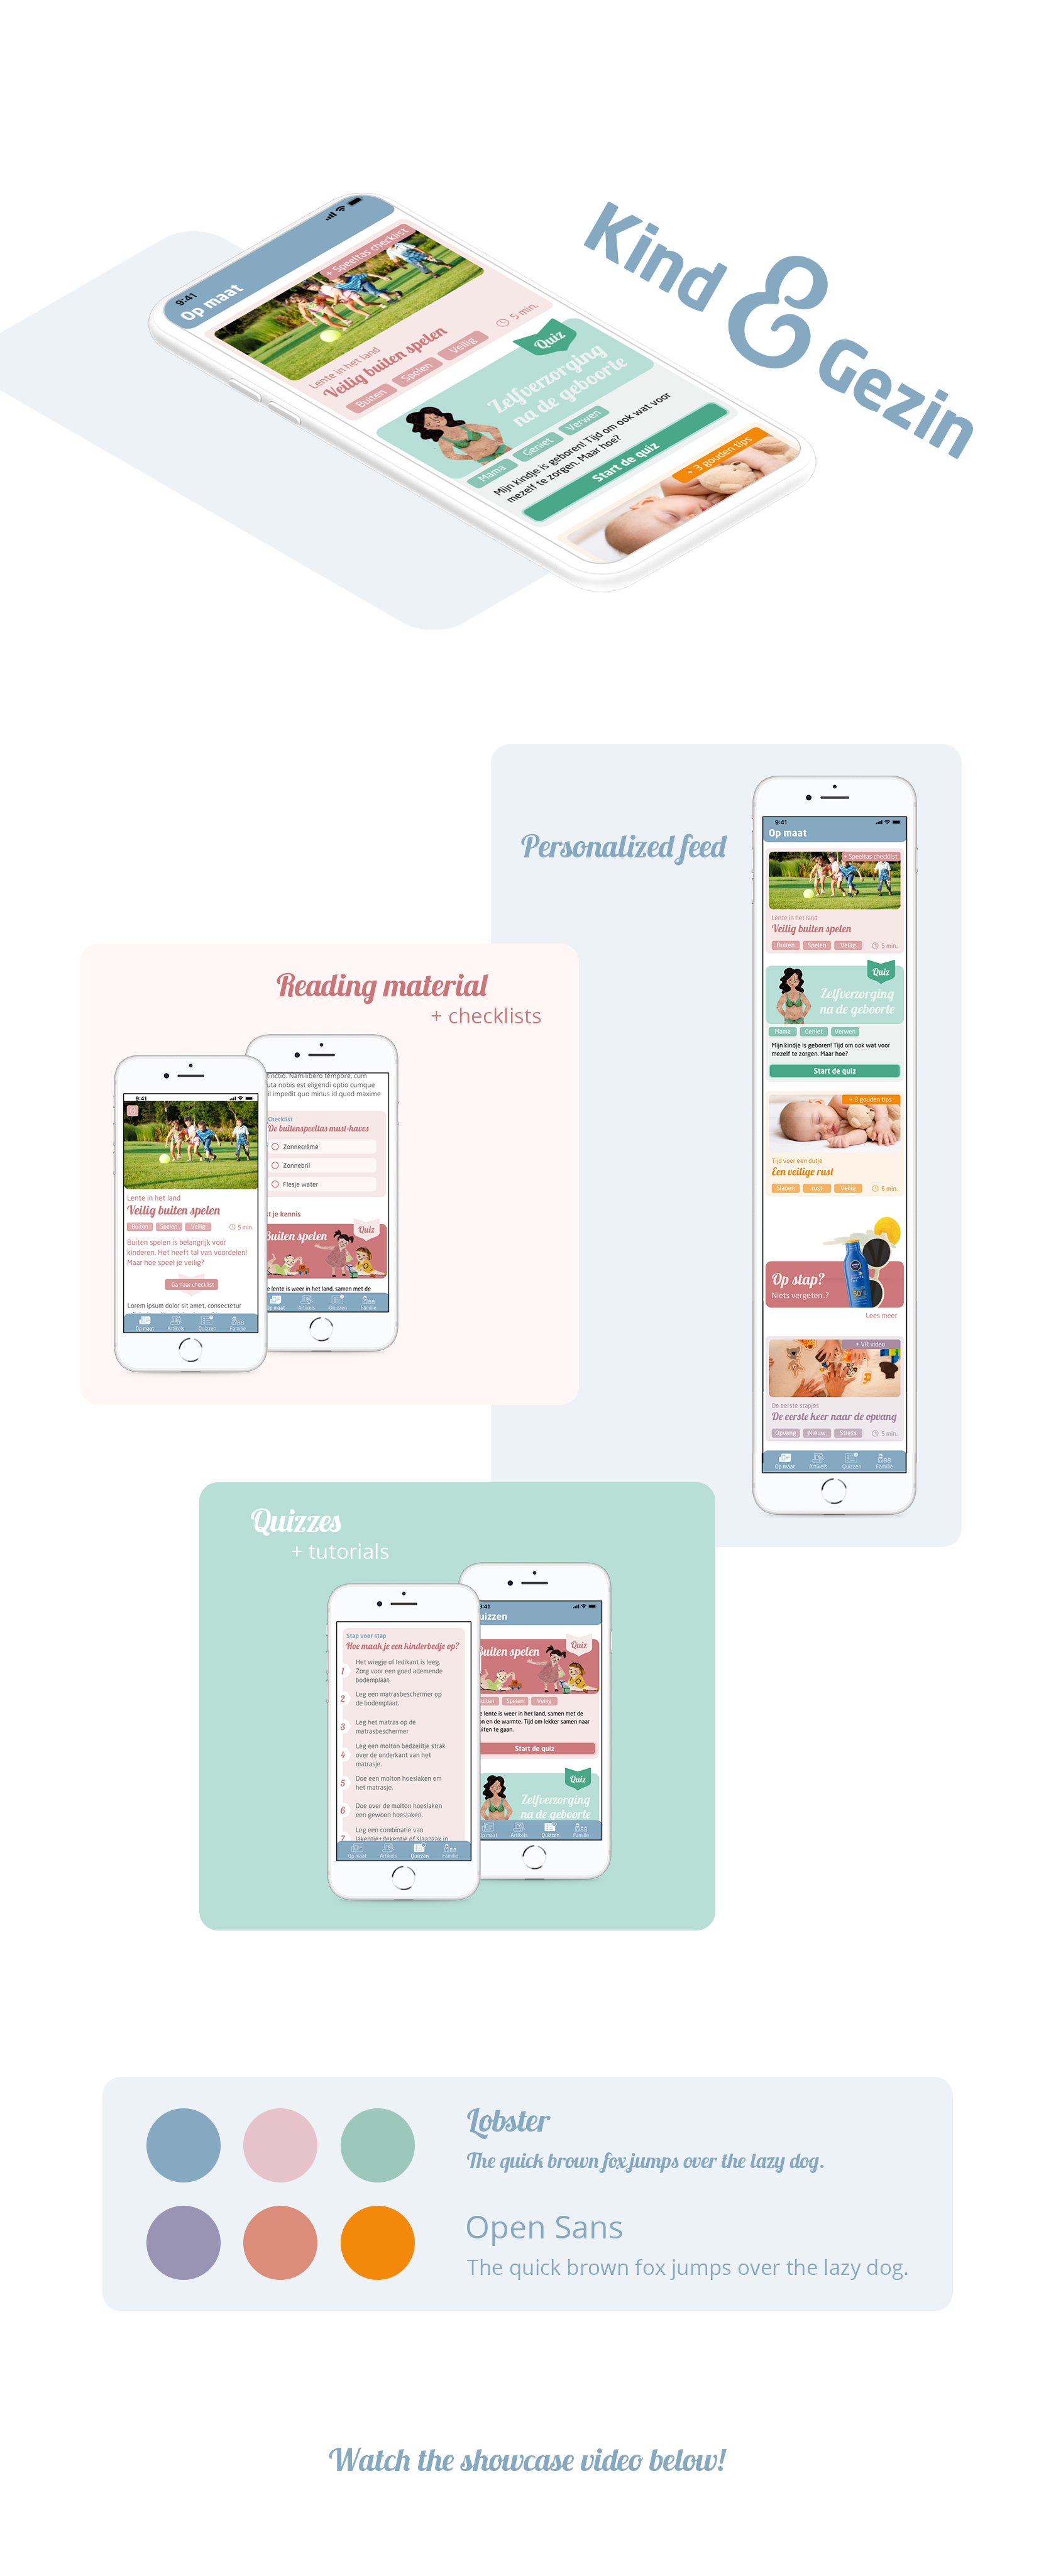 Kind & Gezin
9:41
Op maat
+ Speeltas checklist
Lente in het land
Veilig buiten spelen
Buiten Spelen Veilig 5 min.
Quiz
Zelfverzorging
na de geboorte
Mama Geniet Verwen
Mijn kindje is geboren! Tijd om ook wat voor
mezelf te zorgen. Maar hoe?
Start de quiz
+ 3 gouden tips
Personalized feed
9:41
Op maat
+ Speeltas checklist
Lente in het land
Veilig buiten spelen
Buiten Spelen Veilig 5 min.
Quiz
Zelfverzorging
na de geboorte
Mama Geniet Verwen
Mijn kindje is geboren! Tijd om ook wat voor
mezelf te zorgen. Maar hoe?
Start de quiz
+ 3 gouden tips
Tijd voor een dutje
Een veilige rust
Slapen rust Veilig 5 min.
Op stap?
Niets vergeten..?
Lees meer
+ VR video
De eerste stapjes
De eerste keer naar de opvang
Opvang Nieuw Stress 5 min.
Op maat Artikels Quizzen Familie
Reading material
+ checklists
9:41
Lente in het land
Veilig buiten spelen
Buiten Spelen Veilig 5 min.
Buiten spelen is belangrijk voor
kinderen. Het heeft tal van voordelen!
Maar hoe speel je veilig?
Ga naar checklist
Lorem ipsum dolor sit amet, consectetur
Op maat Artikels Quizzen Familie
inctio. Nam libero tempore, cum
uta nobis est eligendi optio cumque
il impedit quo minus id quod maxime
Checklist
De buitenspeeltas must-haves
Zonnecrème
Zonnebril
Flesje water
t je kennis
Quiz
Buiten spelen
e lente is weer in het land, samen met de
Op maat Artikels Quizzen Familie
Quizzes
+ tutorials
Stap voor stap
Hoe maak je een kinderbedje op?
1 Het wiegje of ledikant is leeg.
Zorg voor een goed ademende
bodemplaat.
2 Leg een matrasbeschermer op
de bodemplaat.
3 Leg het matras op de
matrasbeschermer
4 Leg een molton bedzeiltje strak
over de onderkant van het
matrasje.
5 Doe een molton hoeslaken om
het matrasje.
6 Doe over de molton hoeslaken
een gewoon hoeslaken.
7 Leg een combinatie van
lakentje+dekentje of slaapzak in
Op maat Artikels Quizzen Familie
9:41
uizzen
Quiz
Buiten spelen
uiten Spelen Veilig
e lente is weer in het land, samen met de
on en de warmte. Tijd om lekker samen naar
uiten te gaan.
Start de quiz
Quiz
Zelfverzorging
na de geboorte
Op maat Artikels Quizzen Familie
Lobster
The quick brown fox jumps over the lazy dog.
Open Sans
The quick brown fox jumps over the lazy dog.
Watch the showcase video below!